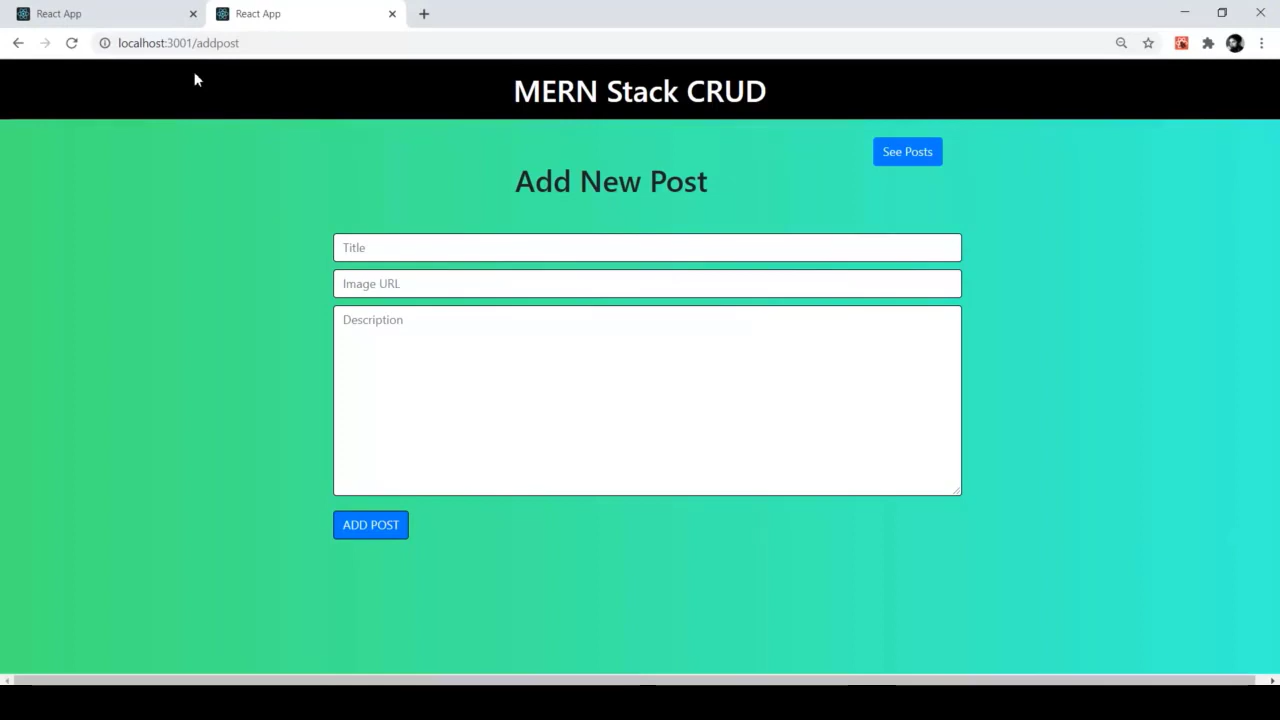 React App
React App
localhost:3001/addpost
MERN Stack CRUD
See Posts
Add New Post
Title
Image URL
Description
ADD POST